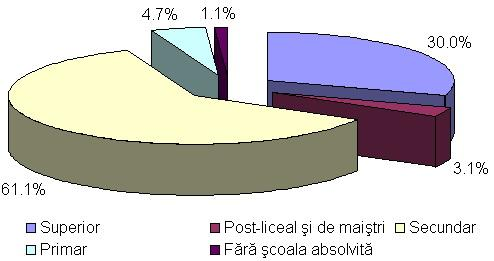 4.7%
1.1%
30.0%
3.1%
61.1%
Superior
Post-liceal şi de maiştri
Secundar
Primar
Fără şcoala absolvită